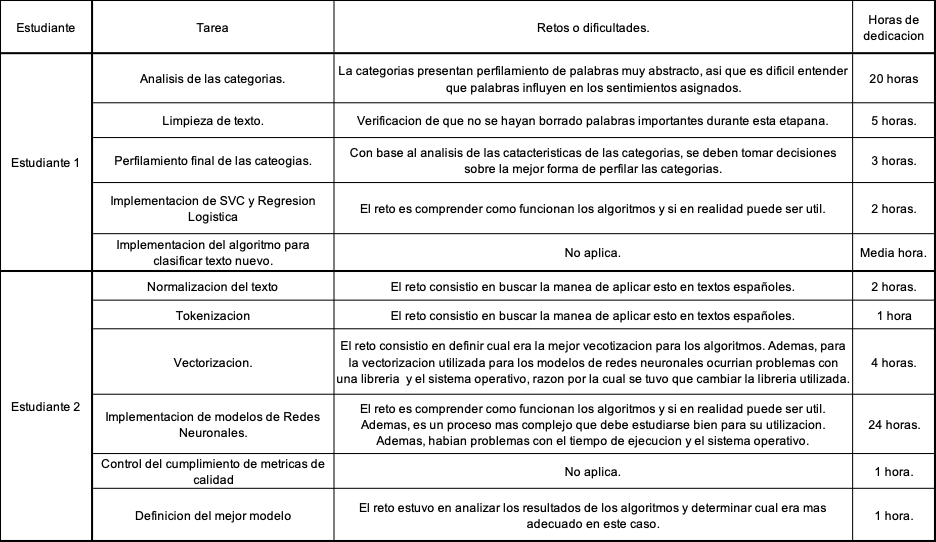 Estudiante
Tarea
Retos o dificultades.
Horas de
dedicacion
Estudiante 1
Analisis de las categorias.
La categorias presentan perfilamiento de palabras muy abstracto, asi que es dificil entender
que palabras influyen en los sentimientos asignados.
20 horas
Limpieza de texto.
Verificacion de que no se hayan borrado palabras importantes durante esta etapana.
5 horas.
Perfilamiento final de las cateogias.
Con base al analisis de las catacteristicas de las categorias, se deben tomar decisiones
sobre la mejor forma de perfilar las categorias.
3 horas.
Implementacion de SVC y Regresion
Logistica
El reto es comprender como funcionan los algoritmos y si en realidad puede ser util.
2 horas.
Implementacion del algoritmo para
clasificar texto nuevo.
No aplica.
Media hora.
Estudiante 2
Normalizacion del texto
El reto consistio en buscar la manea de aplicar esto en textos españoles.
2 horas.
Tokenizacion
El reto consistio en buscar la manea de aplicar esto en textos españoles.
1 hora
Vectorizacion.
El reto consistio en definir cual era la mejor vecotizacion para los algoritmos. Ademas, para
la vectorizacion utilizada para los modelos de redes neuronales ocurrian problemas con
una libreria y el sistema operativo, razon por la cual se tuvo que cambiar la libreria utilizada.
4 horas.
Implementacion de modelos de Redes
Neuronales.
El reto es comprender como funcionan los algoritmos y si en realidad puede ser util.
Ademas, es un proceso mas complejo que debe estudiarse bien para su utilizacion.
Ademas, habian problemas con el tiempo de ejecucion y el sistema operativo.
24 horas.
Control del cumplimiento de metricas de
calidad
No aplica.
1 hora.
Definicion del mejor modelo
El reto estuvo en analizar los resultados de los algoritmos y determinar cual era mas
adecuado en este caso.
1 hora.